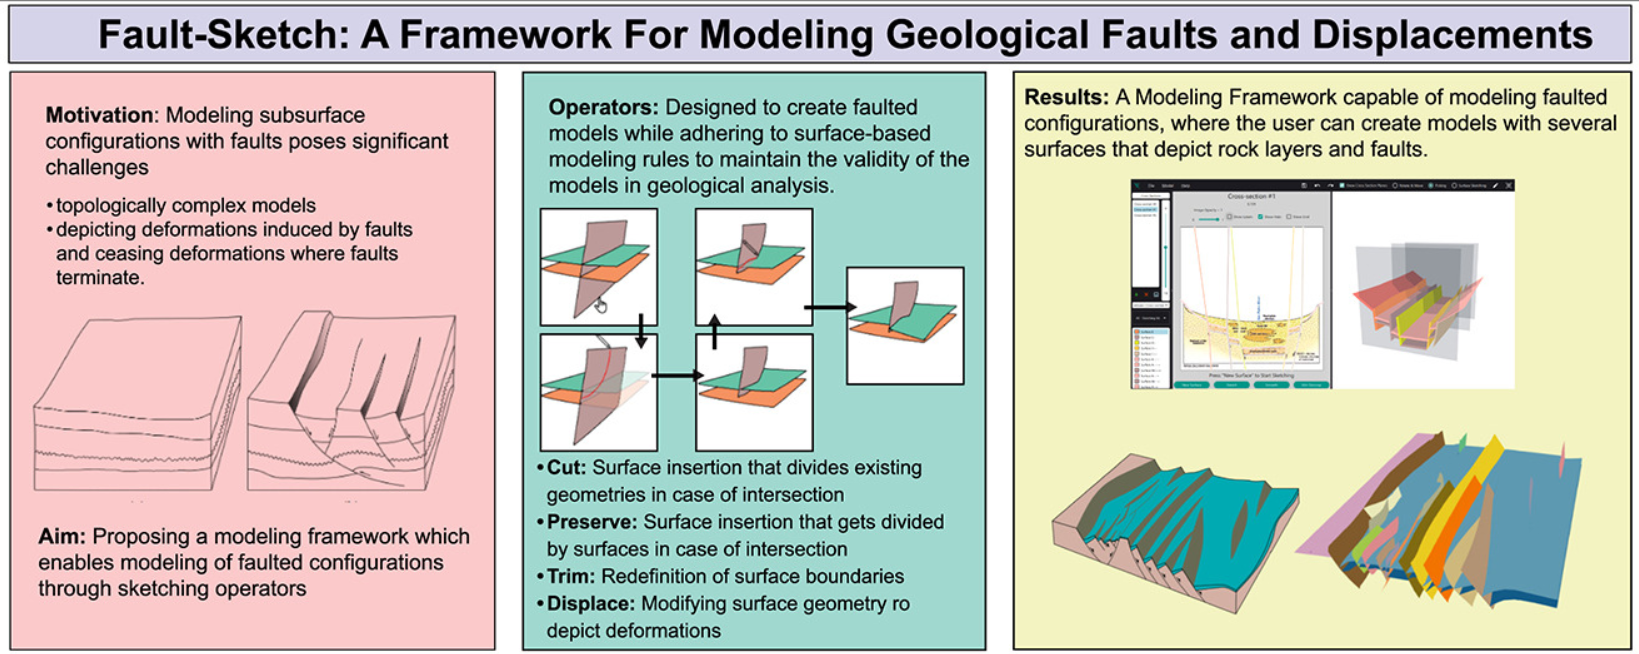 Fault-Sketch: A Framework For Modeling Geological Faults and Displacements
Motivation: Modeling subsurface
configurations with faults poses significant
challenges
• topologically complex models
• depicting deformations induced by faults
and ceasing deformations where faults
terminate.
Aim: Proposing a modeling framework which
enables modeling of faulted configurations
through sketching operators
Operators: Designed to create faulted
models while adhering to surface-based
modeling rules to maintain the validity of the
models in geological analysis.
• Cut: Surface insertion that divides existing
geometries in case of intersection
• Preserve: Surface insertion that gets divided
by surfaces in case of intersection
• Trim: Redefinition of surface boundaries
• Displace: Modifying surface geometry ro
depict deformations
Results: A Modeling Framework capable of modeling faulted
configurations, where the user can create models with several
surfaces that depict rock layers and faults.
Cross-section #1
Press "New Surface" to Start Sketching